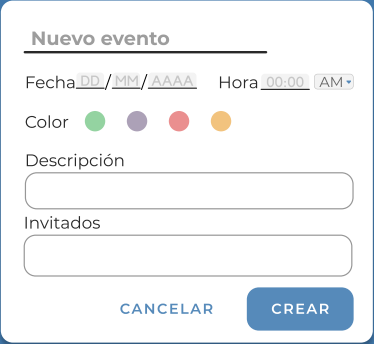 Nuevo evento
Fecha DD/MM/AAAA Hora 00:00 AM
Color
Descripción
Invitados
CANCELAR CREAR